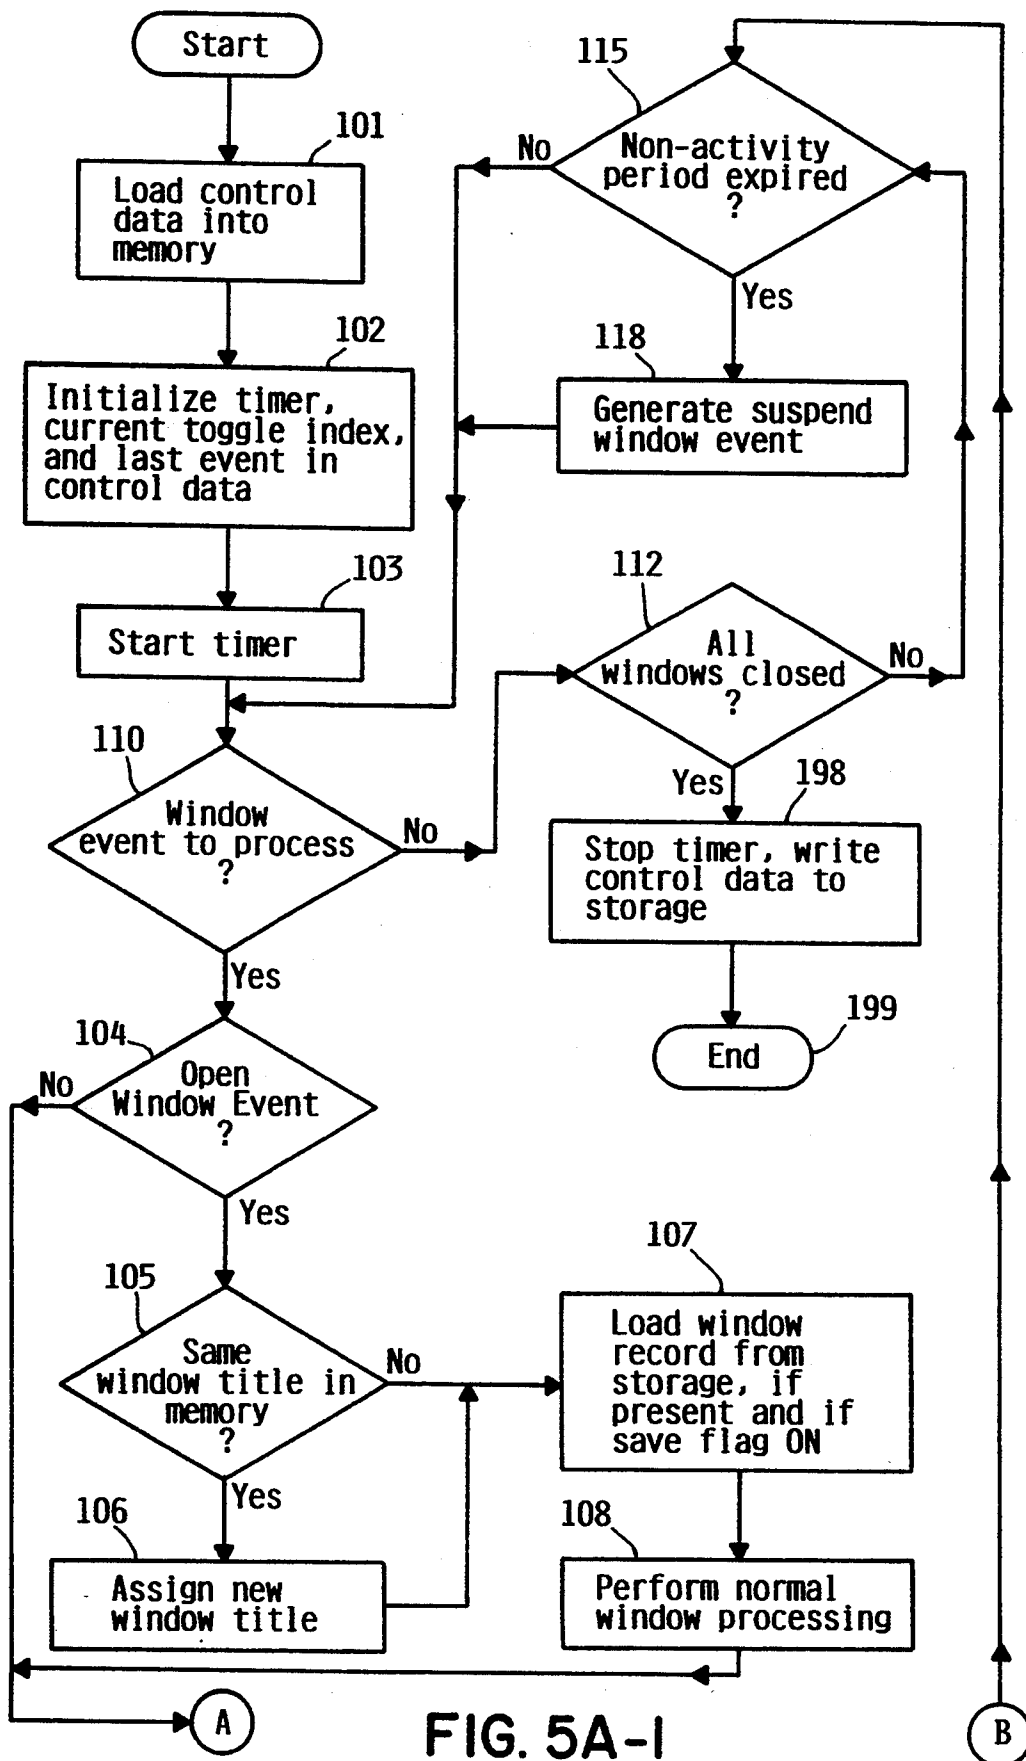 Start
101
Load control
data into
memory
102
Initialize timer,
current toggle index,
and last event in
control data
103
Start timer
110
Window
event to process
?
No
Yes
104
Open
Window Event
?
No
Yes
105
Same
window title in
memory
?
No
Yes
106
Assign new
window title
A
115
Non-activity
period expired
?
No
Yes
118
Generate suspend
window event
112
All
windows closed
?
No
Yes
198
Stop timer, write
control data to
storage
199
End
107
Load window
record from
storage, if
present and if
save flag ON
108
Perform normal
window processing
B
FIG. 5A-1